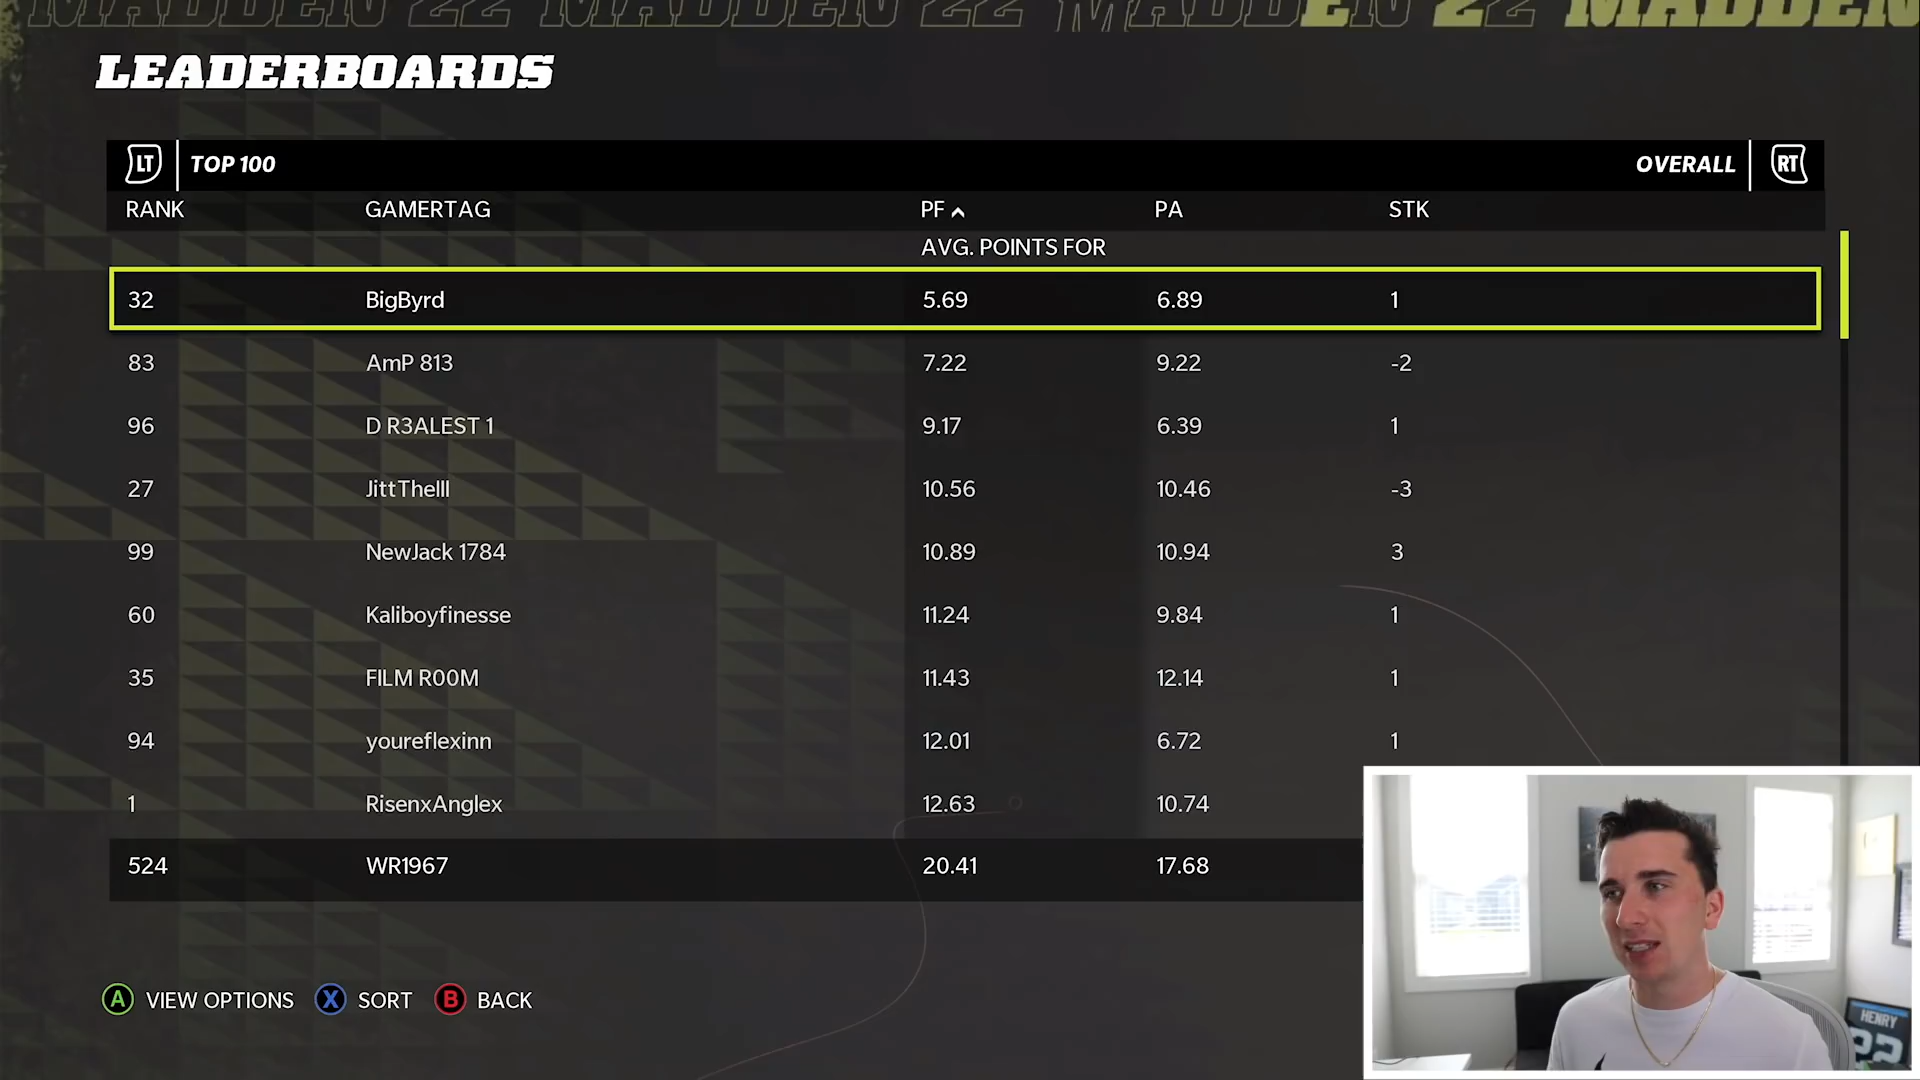 MADDEN 22 MADDEN 22 MADDEN 22 MADDEN
LEADERBOARDS
LT TOP 100 OVERALL RT
RANK GAMERTAG PF PA STK
AVG. POINTS FOR
32 BigByrd 5.69 6.89 1
83 AmP 813 7.22 9.22 -2
96 D R3ALEST 1 9.17 6.39 1
27 JittThelll 10.56 10.46 -3
99 NewJack 1784 10.89 10.94 3
60 Kaliboyfinesse 11.24 9.84 1
35 FILM R00M 11.43 12.14 1
94 youreflexinn 12.01 6.72 1
1 RisenxAnglex 12.63 10.74
524 WR1967 20.41 17.68
A VIEW OPTIONS X SORT B BACK
HENRY
22